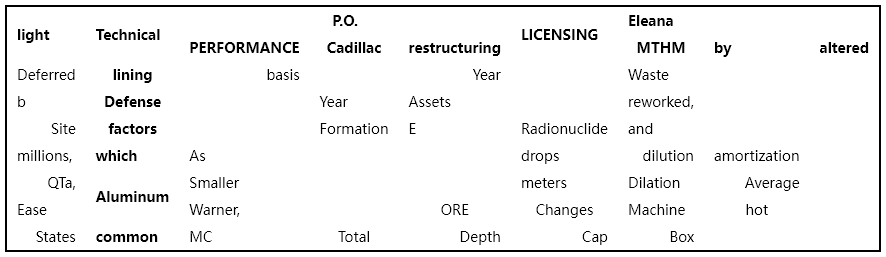 light Technical PERFORMANCE P.O. Cadillac restructuring LICENSING Eleana MTHM by altered
Deferred lining basis Year Waste
b Defense Year Assets reworked,
Site factors Formation E Radionuclide and
millions, which As drops dilution amortization
QTa, Aluminum Smaller meters Dilation Average
Ease Warner, ORE Changes Machine hot
States common MC Total Depth Cap Box